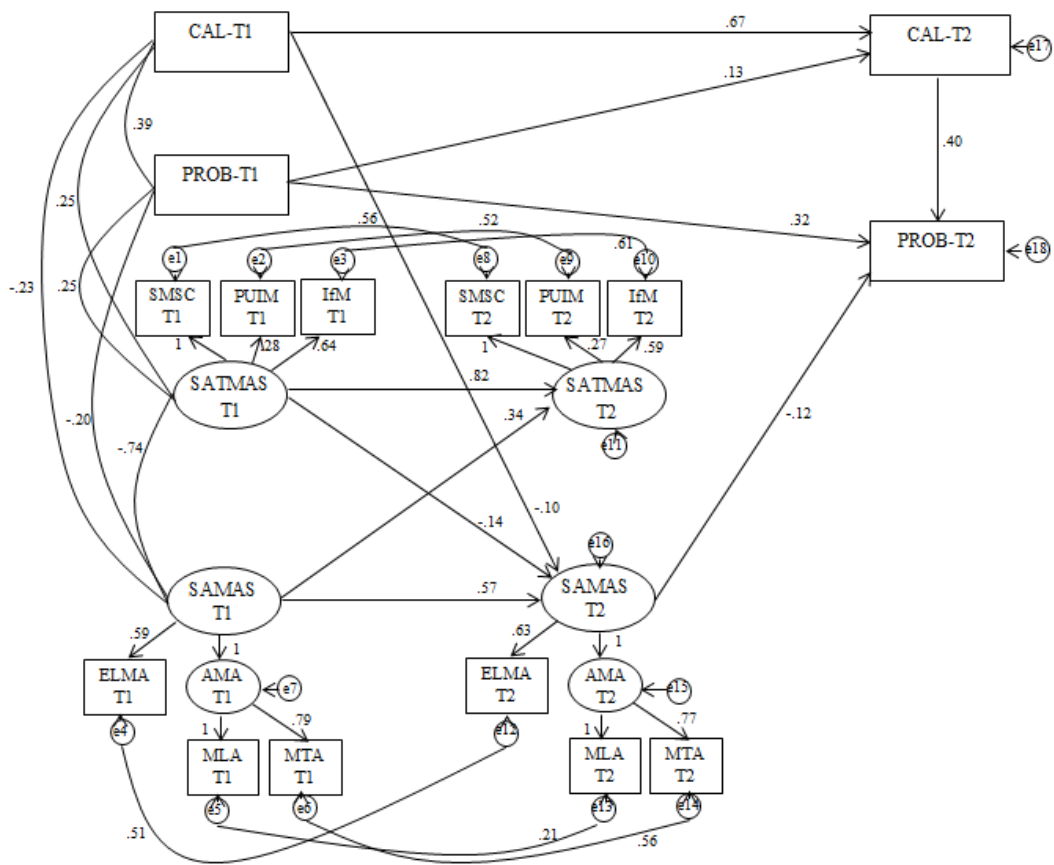 CAL-T1
.67
CAL-T2
e17
.13
.39
.40
PROB-T1
.25
.32
PROB-T2
e18
.56
.52
.61
e1
e2
e3
e8
e9
e10
-.23
.25
SMSC
T1
PUIM
T1
IfM
T1
SMSC
T2
PUIM
T2
IfM
T2
1
.28
.64
1
.27
.59
SATMAS
T1
.82
SATMAS
T2
-.20
.34
-.12
-.74
e11
-.14
-.10
e16
SAMAS
T1
.57
SAMAS
T2
.59
1
.63
1
ELMA
T1
AMA
T1
e7
ELMA
T2
AMA
T2
e15
e4
1
.79
e12
1
.77
MLA
T1
MTA
T1
MLA
T2
MTA
T2
e5
e6
e13
e14
.51
.21
.56